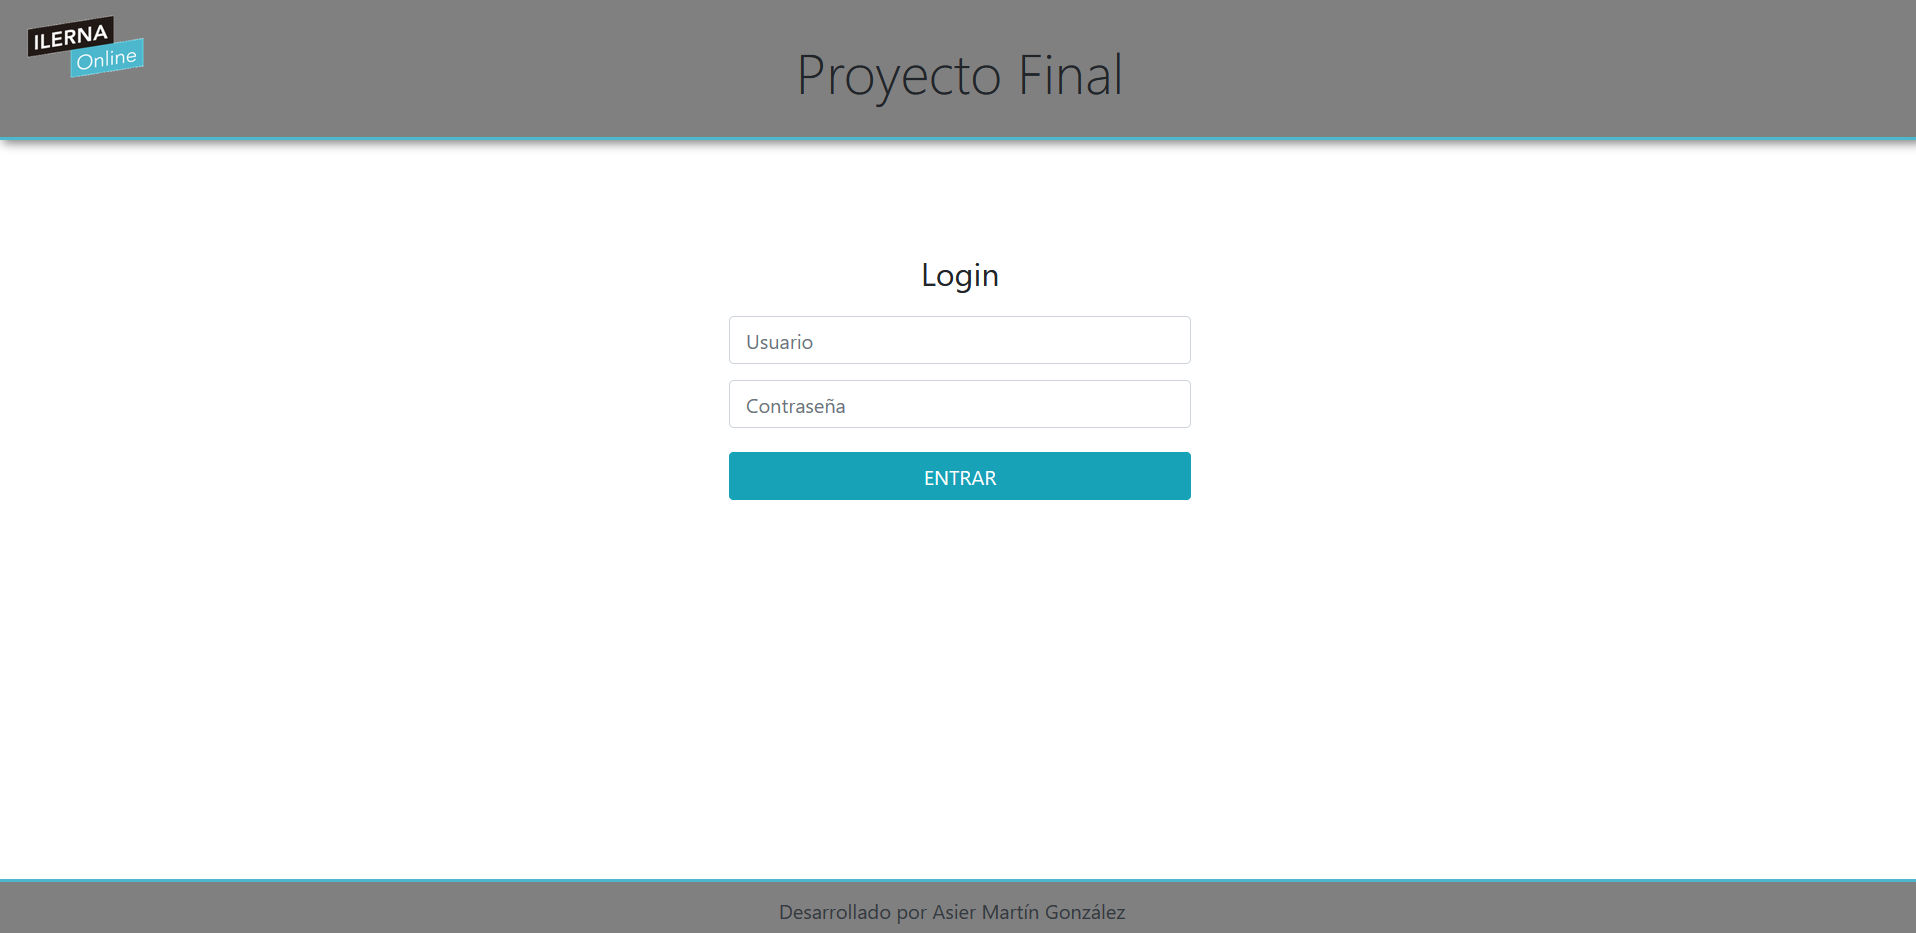 ILERNA
Online
Proyecto Final
Login
Usuario
Contraseña
ENTRAR
Desarrollado por Asier Martín González